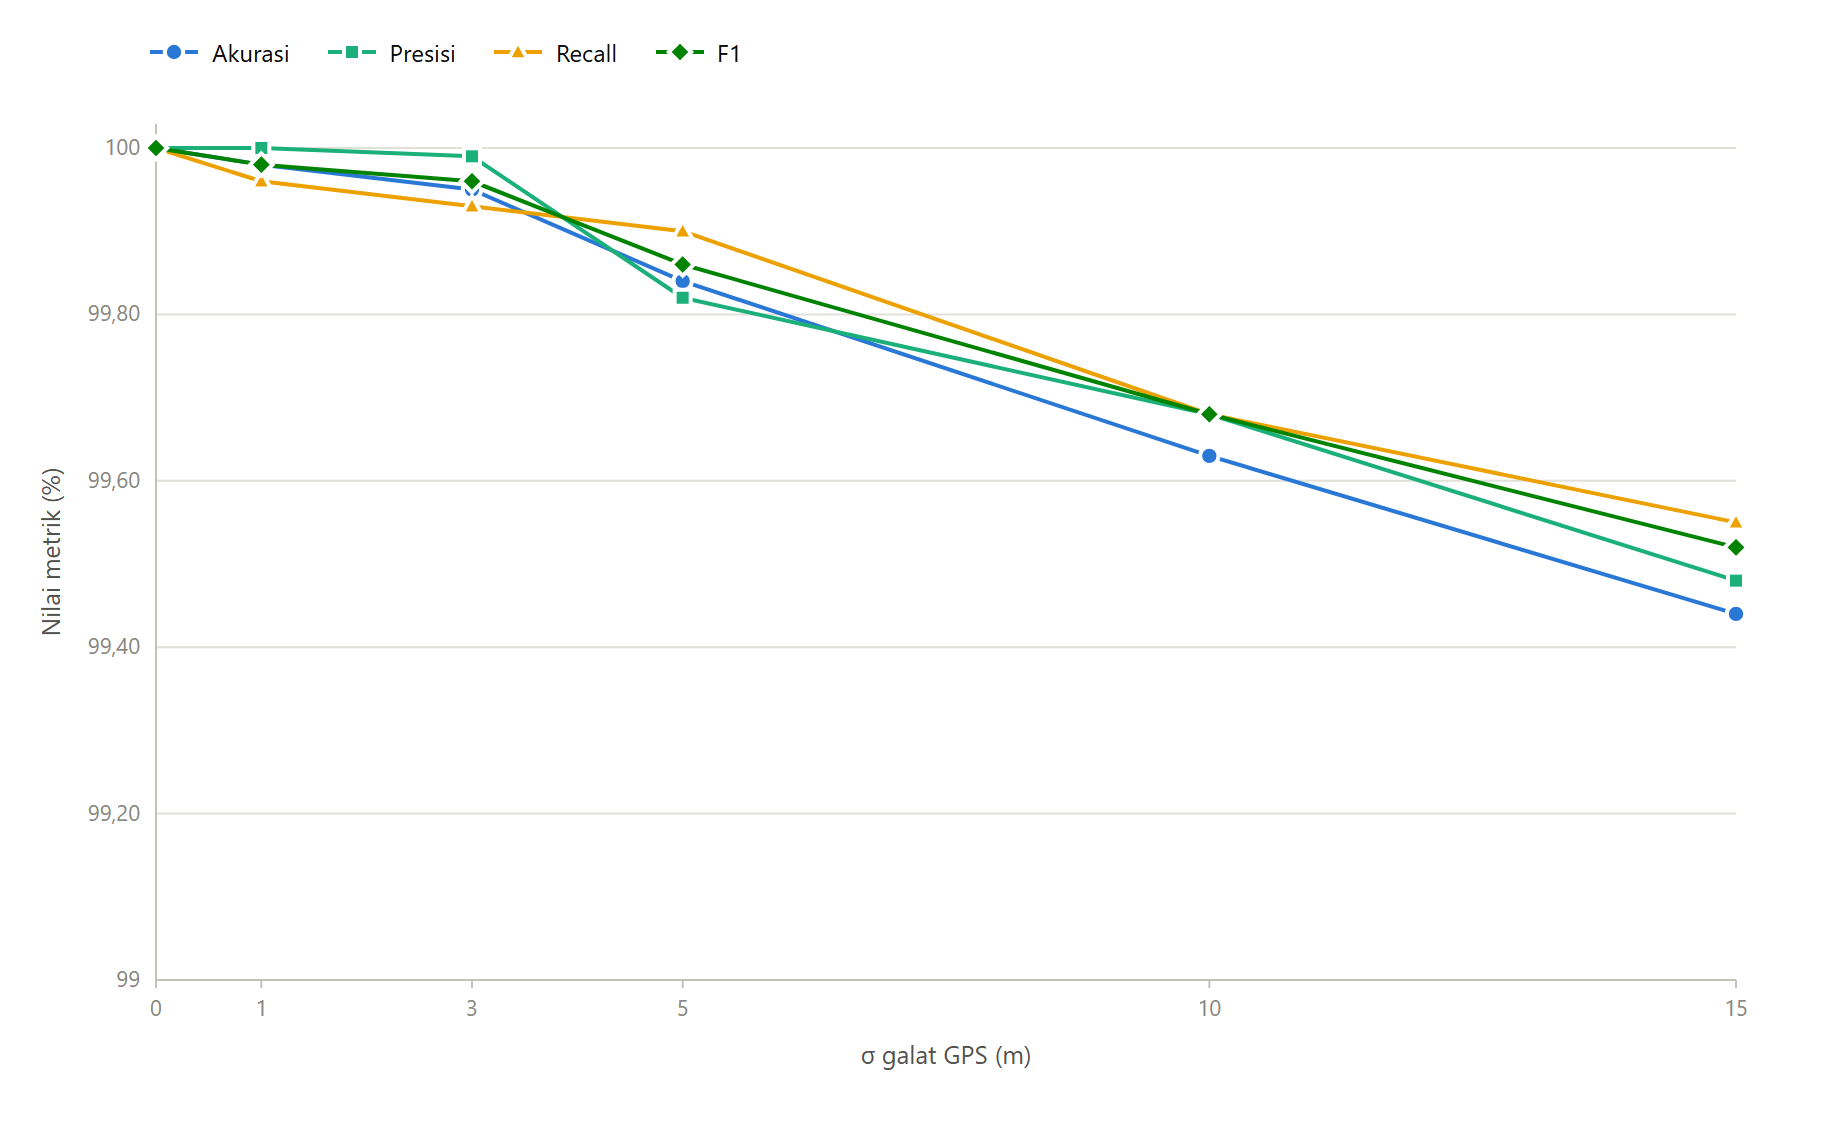 Akurasi Presisi Recall F1
100
99,80
99,60
99,40
99,20
99
Nilai metrik (%)
0 1 3 5 10 15
σ galat GPS (m)